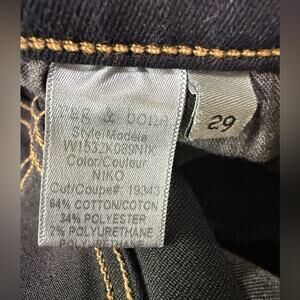 rag & bone
Style/Modele
W1532K089NIK
Color/Couleur
NIKO
Cut/Coupe# 19343
64% COTTON/COTON
34% POLYESTER
2% POLYURETHANE
POLYURETHANE
29